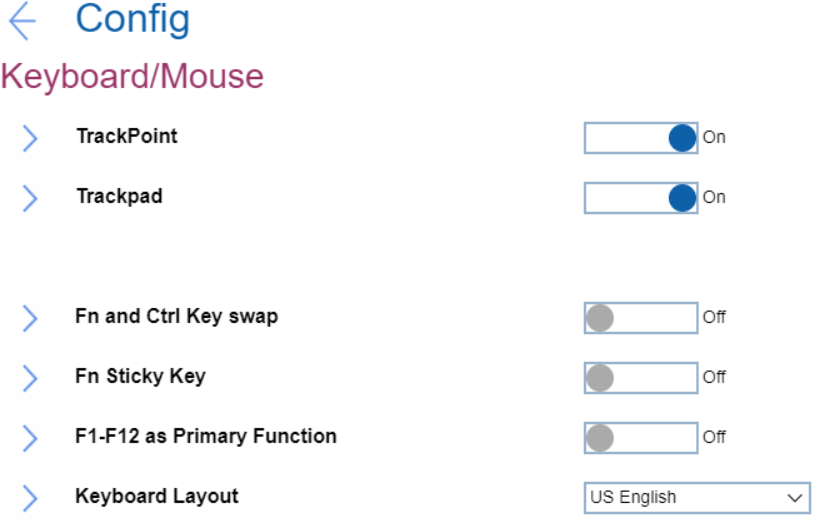 Config
Keyboard/Mouse
TrackPoint On
Trackpad On
Fn and Ctrl Key swap Off
Fn Sticky Key Off
F1-F12 as Primary Function Off
Keyboard Layout US English